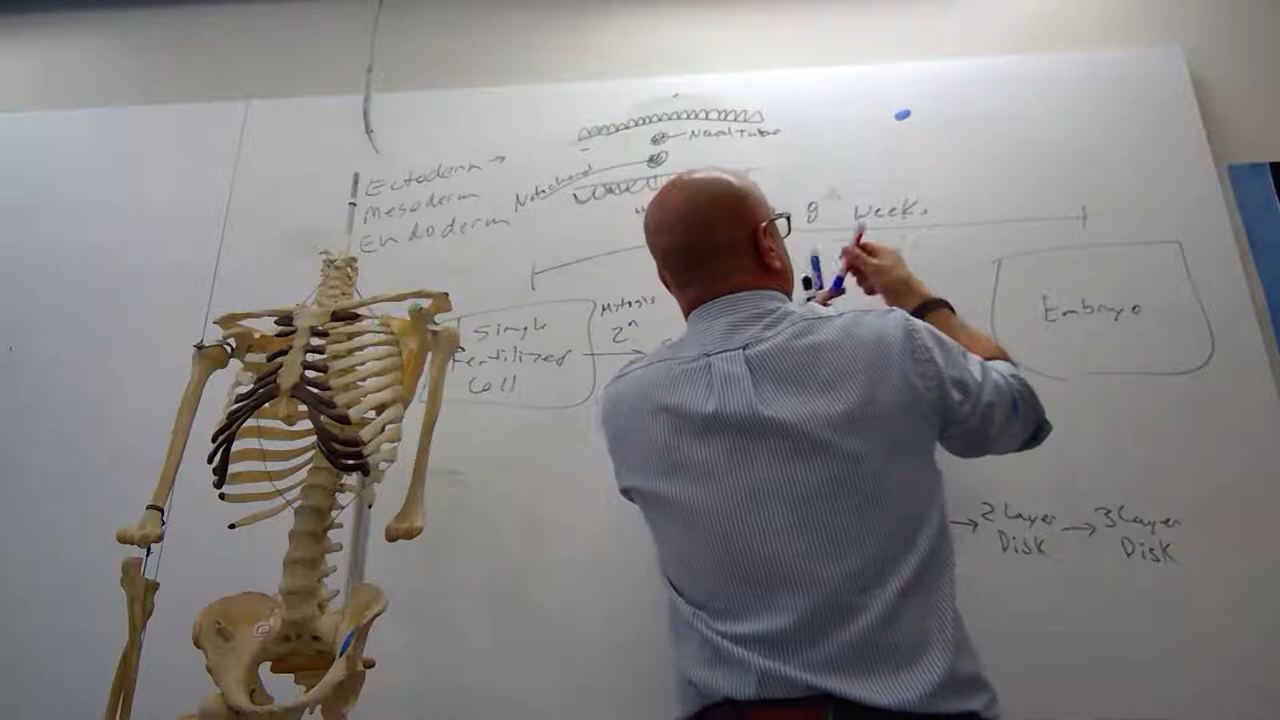 Neural Tube
Ectoderm →
Notochord
Mesoderm
Endoderm
8 Weeks
Single
Fertilized
Cell
Mitosis
2ⁿ
Embryo
→ 2 Layer → 3 Layer
Disk Disk